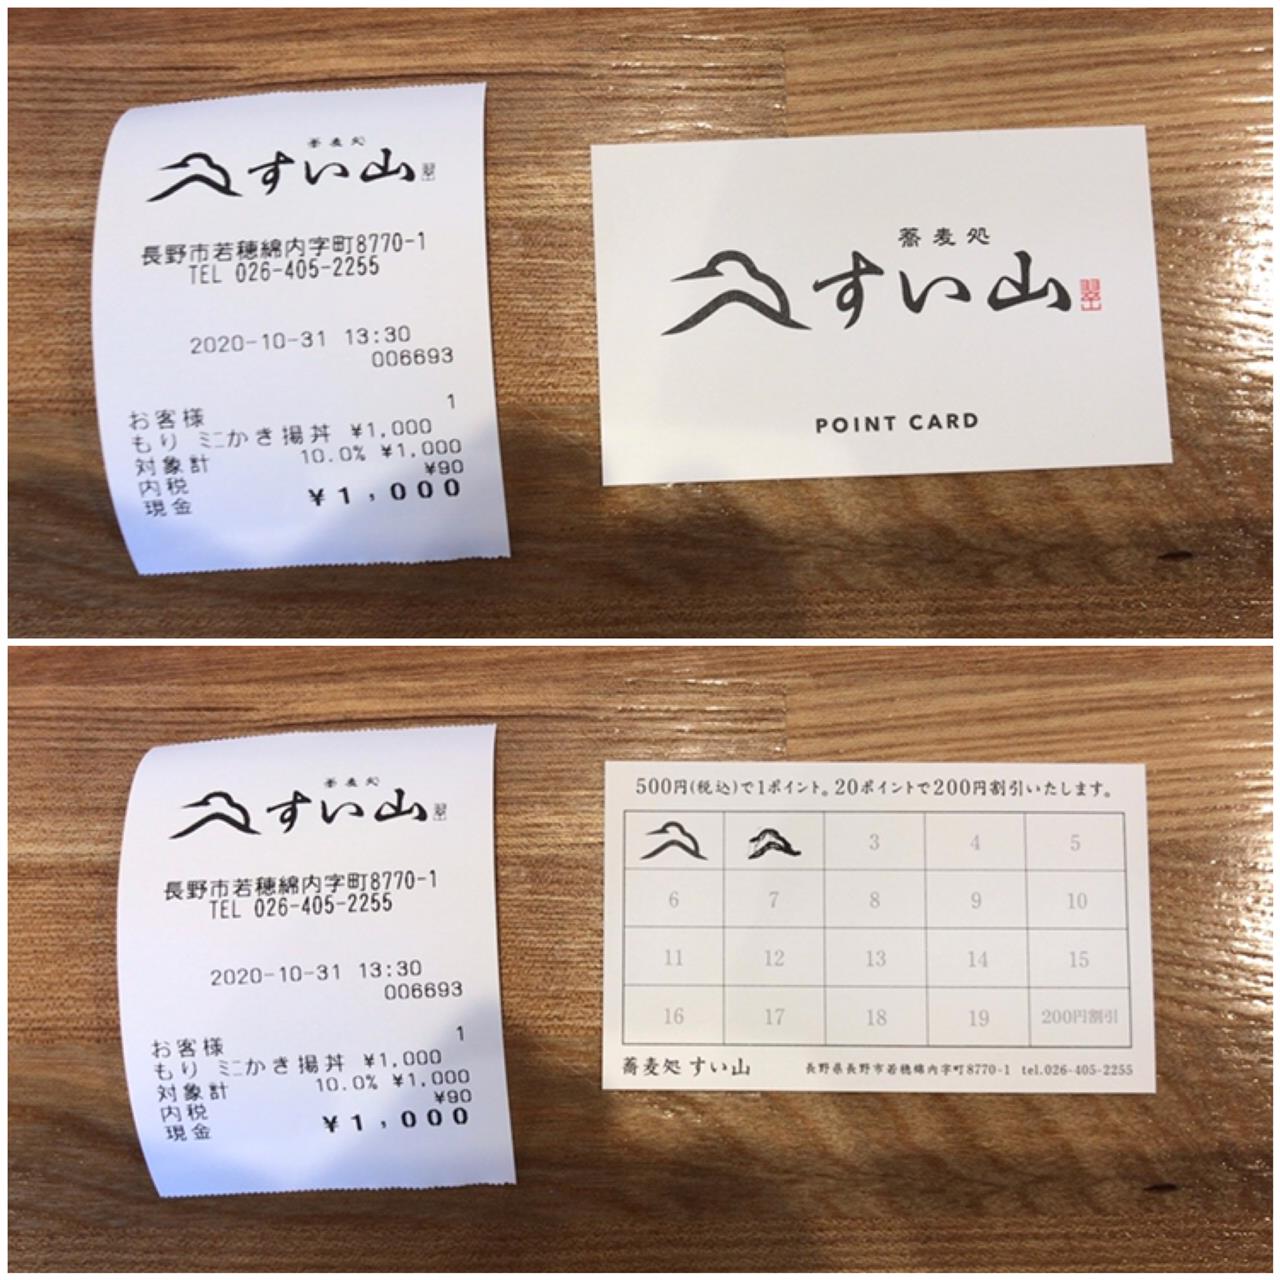 蕎麦処
すい山
長野市若穂綿内字町8770-1
TEL 026-405-2255
2020-10-31 13:30
006693
お客様 1
もり ミニかき揚丼 ¥1,000
対象計 10.0% ¥1,000
内税 ¥90
現金 ¥1,000
蕎麦処
すい山
POINT CARD
蕎麦処
すい山
長野市若穂綿内字町8770-1
TEL 026-405-2255
2020-10-31 13:30
006693
お客様 1
もり ミニかき揚丼 ¥1,000
対象計 10.0% ¥1,000
内税 ¥90
現金 ¥1,000
500円(税込)で1ポイント。20ポイントで200円割引いたします。
3 4 5
6 7 8 9 10
11 12 13 14 15
16 17 18 19 200円割引
蕎麦処 すい山 長野県長野市若穂綿内字町8770-1 tel.026-405-2255